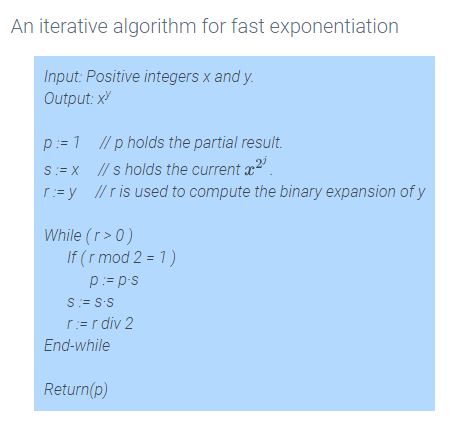 An iterative algorithm for fast exponentiation
Input: Positive integers x and y.
Output: xʸ
p := 1 // p holds the partial result.
s := x // s holds the current x^{2^j}.
r := y // r is used to compute the binary expansion of y
While ( r > 0 )
If ( r mod 2 = 1 )
p := p·s
s := s·s
r := r div 2
End-while
Return(p)